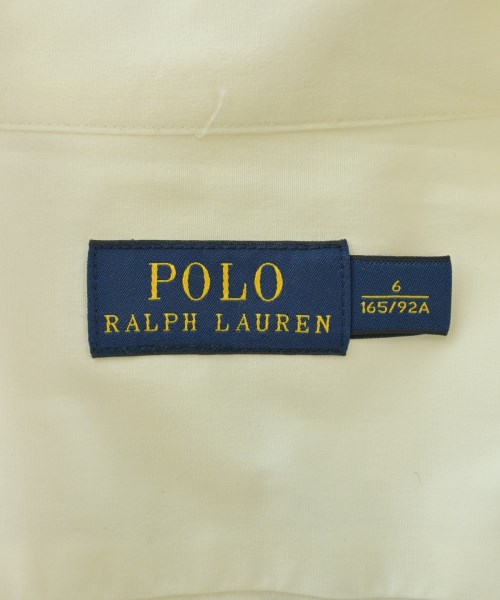 POLO
RALPH LAUREN
6
165/92A